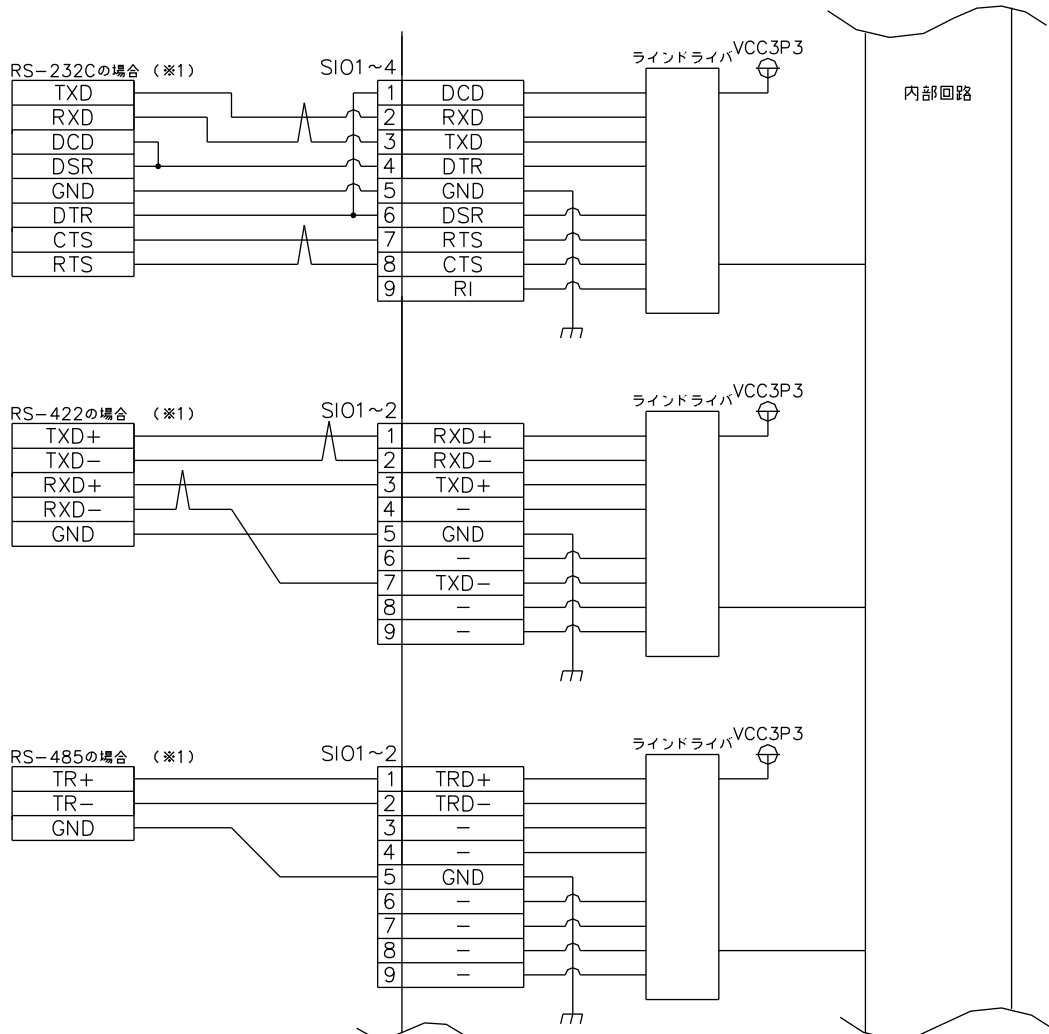 RS-232Cの場合 (※1)
TXD
RXD
DCD
DSR
GND
DTR
CTS
RTS
SIO1~4
1 DCD
2 RXD
3 TXD
4 DTR
5 GND
6 DSR
7 RTS
8 CTS
9 RI
ラインドライバ
VCC3P3
内部回路
RS-422の場合 (※1)
TXD+
TXD-
RXD+
RXD-
GND
SIO1~2
1 RXD+
2 RXD-
3 TXD+
4 -
5 GND
6 -
7 TXD-
8 -
9 -
ラインドライバ
VCC3P3
RS-485の場合 (※1)
TR+
TR-
GND
SIO1~2
1 TRD+
2 TRD-
3 -
4 -
5 GND
6 -
7 -
8 -
9 -
ラインドライバ
VCC3P3